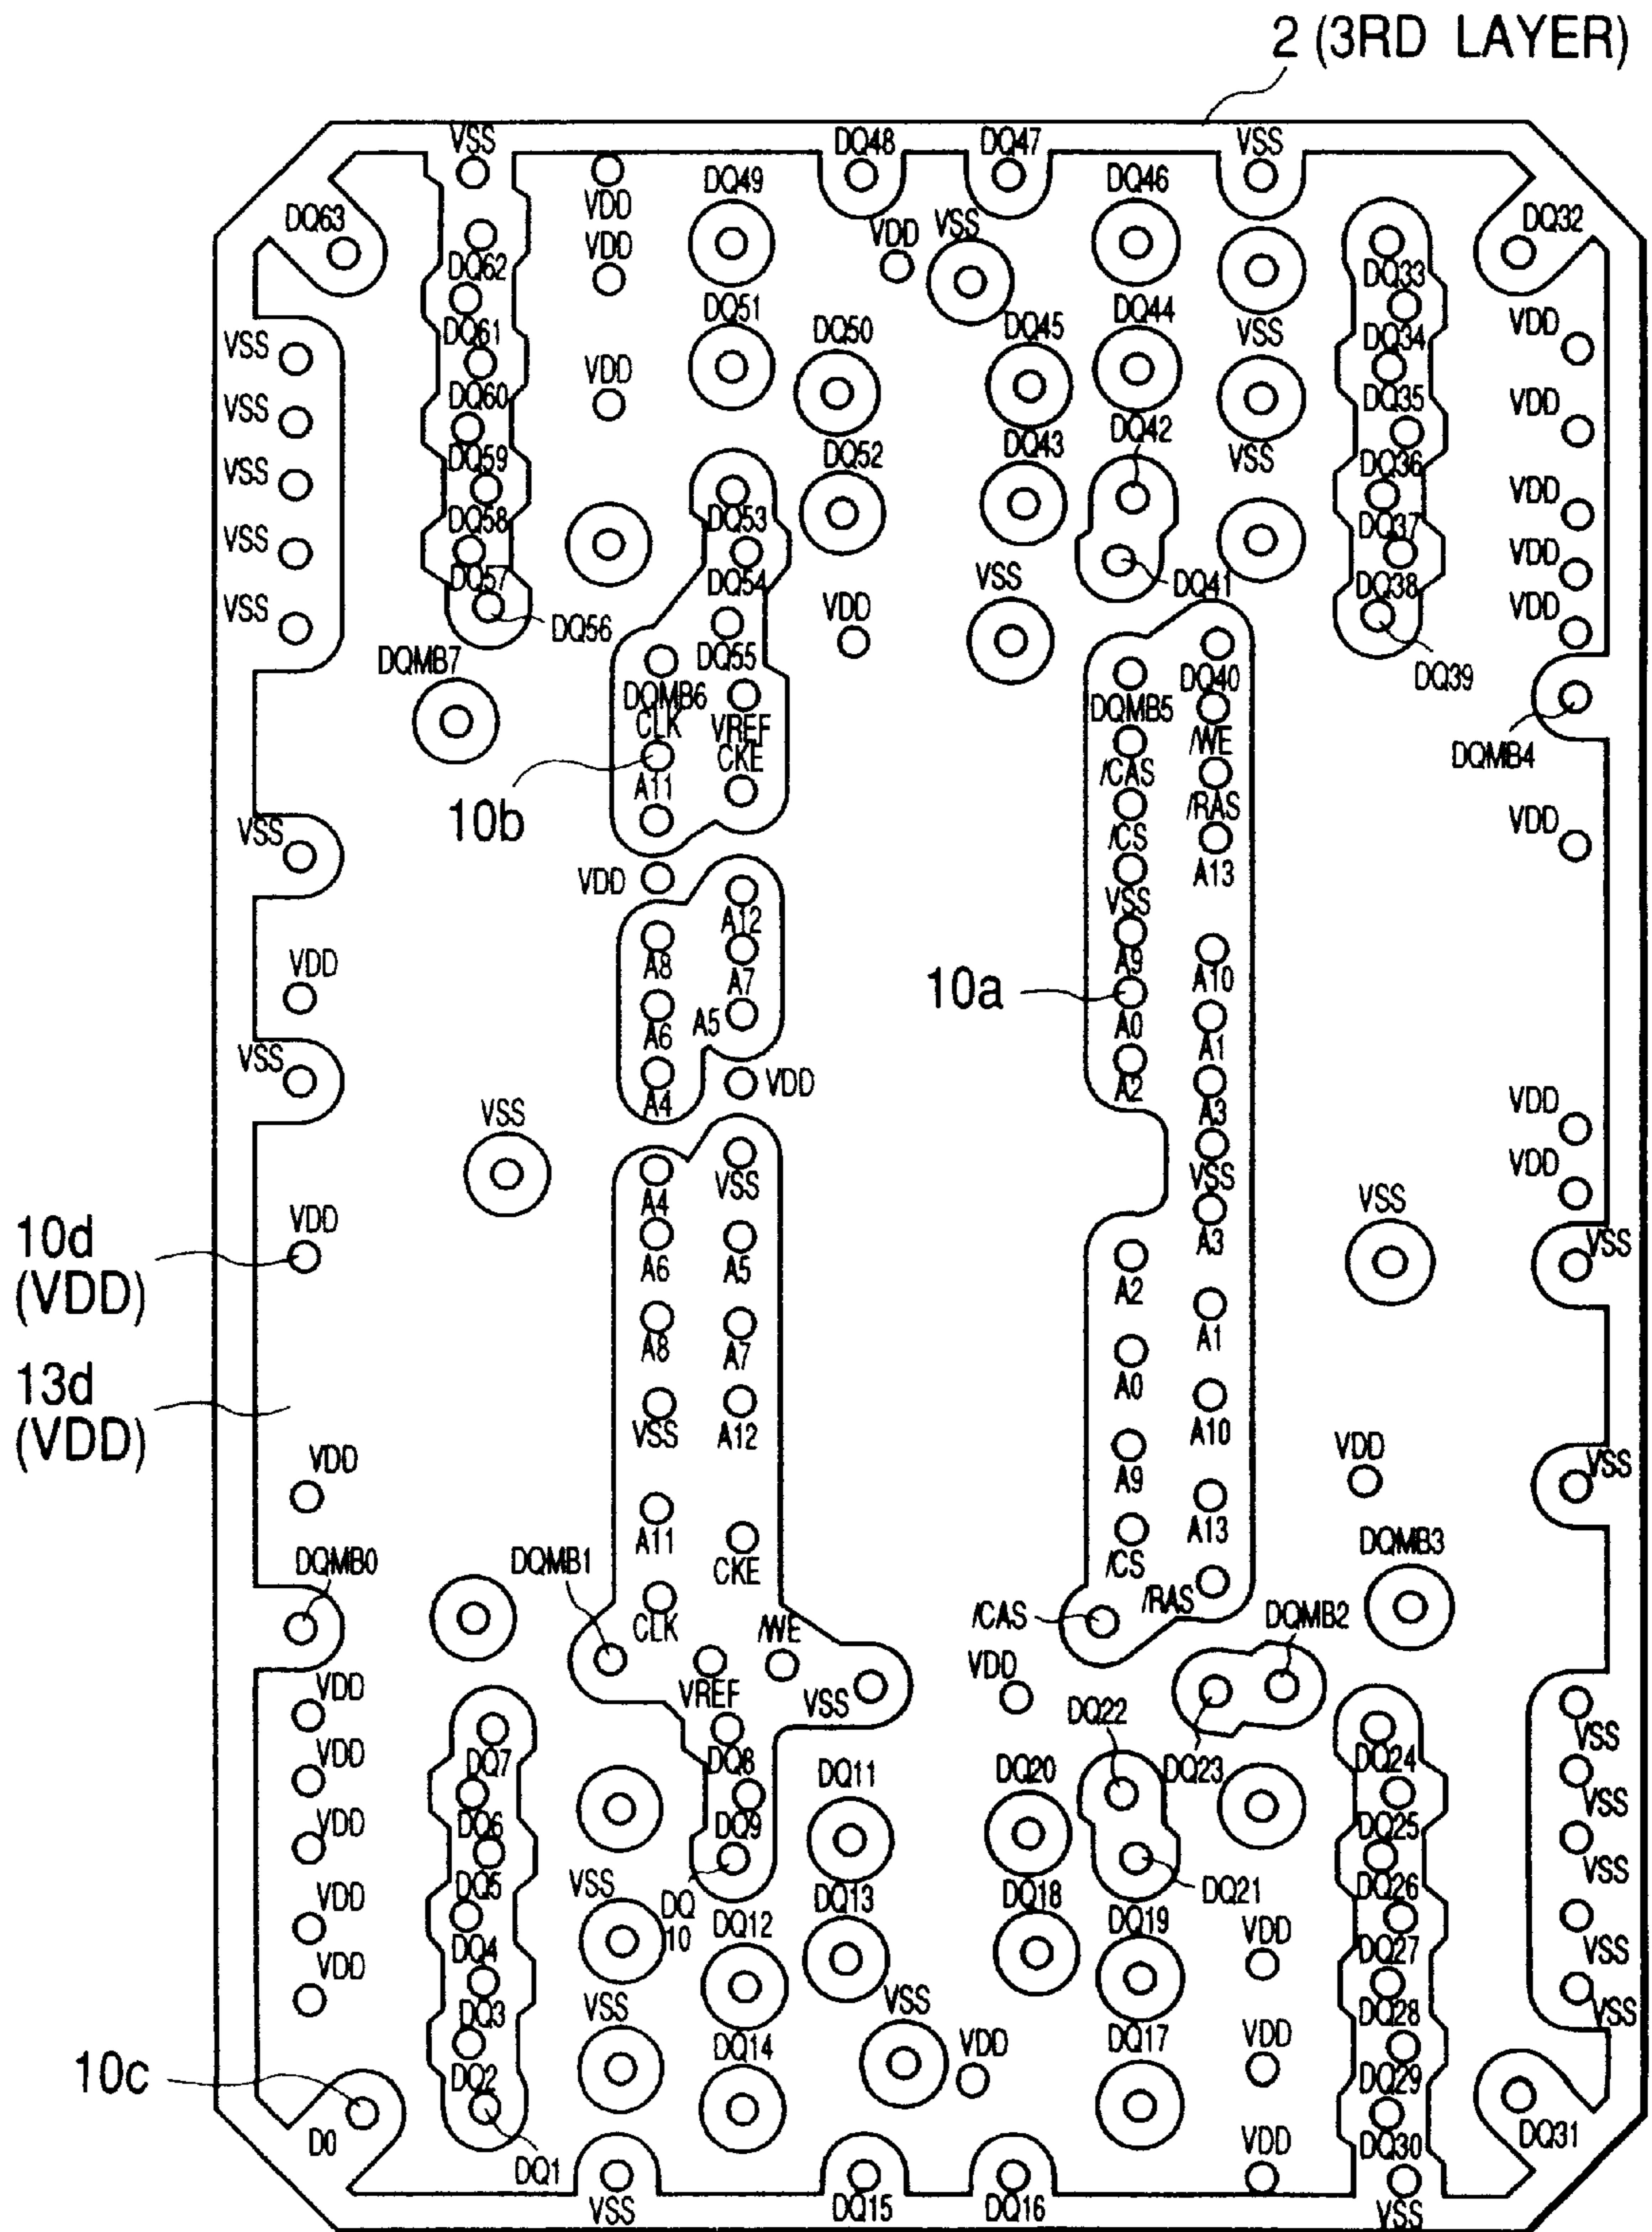 2 (3RD LAYER)
VSS
DQ48
DQ47
VSS
DQ49
DQ46
VDD
DQ63
VSS
DQ32
VDD
VDD
DQ62
DQ33
DQ51
DQ44
DQ61
DQ50
DQ45
VSS
DQ34
VDD
VSS
VDD
DQ60
DQ35
VDD
VSS
DQ42
DQ59
DQ52
DQ43
VSS
DQ36
VSS
VDD
DQ58
DQ53
DQ37
VSS
VDD
DQ57
DQ54
VSS
DQ41
DQ38
VSS
DQ56
VDD
VDD
DQMB7
DQ55
DQ40
DQ39
DQMB6
DQMB5
CLK
VREF
/WE
DQMB4
CKE
/CAS
A11
/RAS
10b
VSS
/CS
VDD
VDD
A13
VSS
A12
A8
A9
VDD
A7
A10
10a
A6
A5
A0
A1
VSS
A2
VDD
A4
A3
VSS
VDD
VSS
VSS
VDD
A4
VSS
10d
(VDD)
VDD
A3
VSS
A6
A5
A2
A8
A7
A1
13d
(VDD)
A0
VSS
A12
A10
VDD
A9
VDD
VSS
A11
A13
DQMB0
DQMB1
CKE
/CS
DQMB3
/RAS
CLK
/WE
/CAS
DQMB2
VDD
VDD
VREF
VSS
DQ22
VSS
VDD
DQ7
DQ8
DQ11
DQ20
DQ23
DQ24
VSS
VDD
DQ6
DQ9
DQ25
VSS
VSS
DQ5
DQ13
DQ18
DQ21
DQ26
VDD
DQ
10
DQ12
DQ19
VDD
DQ4
DQ27
VSS
VDD
VSS
VSS
DQ3
DQ28
VSS
DQ14
VDD
DQ17
VDD
10c
DQ2
DQ29
D0
DQ31
DQ1
VDD
DQ30
VSS
DQ15
DQ16
VSS